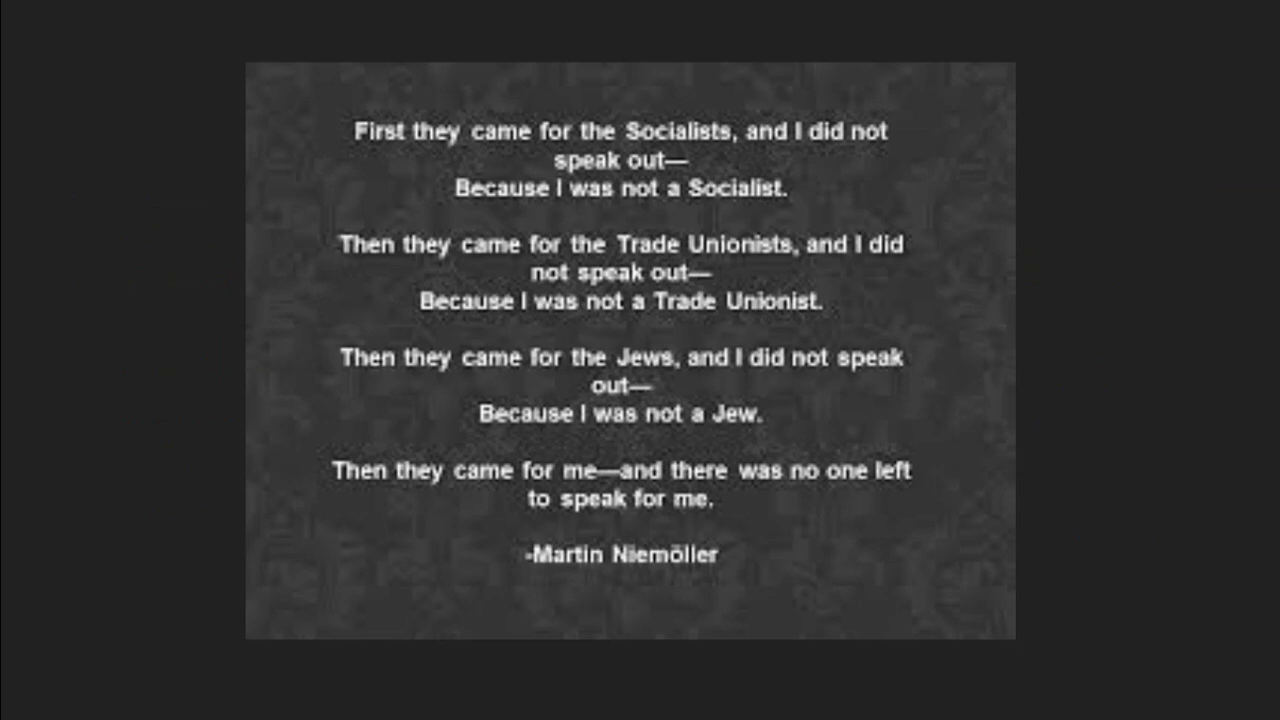 First they came for the Socialists, and I did not
speak out—
Because I was not a Socialist.
Then they came for the Trade Unionists, and I did
not speak out—
Because I was not a Trade Unionist.
Then they came for the Jews, and I did not speak
out—
Because I was not a Jew.
Then they came for me—and there was no one left
to speak for me.
-Martin Niemöller